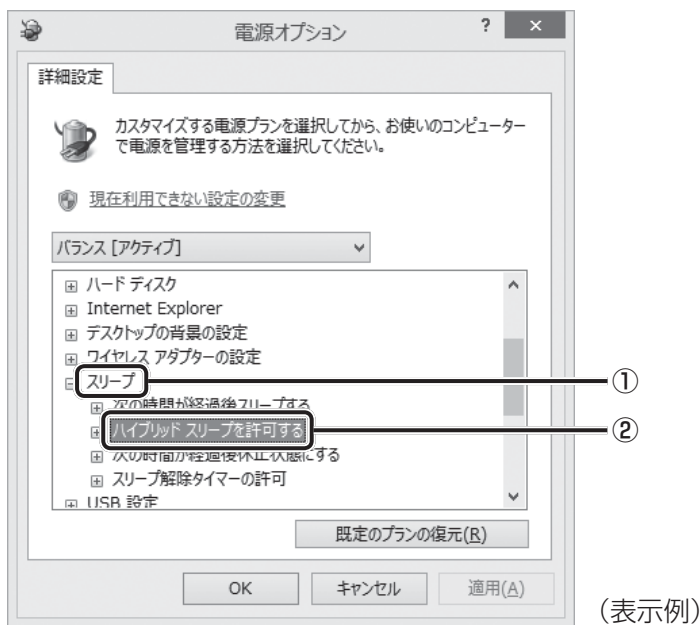 電源オプション
?
×
詳細設定
カスタマイズする電源プランを選択してから、お使いのコンピューター
で電源を管理する方法を選択してください。
現在利用できない設定の変更
バランス [アクティブ]
ハード ディスク
Internet Explorer
デスクトップの背景の設定
ワイヤレス アダプターの設定
スリープ
①
次の時間が経過後スリープする
ハイブリッド スリープを許可する
②
次の時間が経過後休止状態にする
スリープ解除タイマーの許可
USB 設定
既定のプランの復元(R)
OK
キャンセル
適用(A)
(表示例)